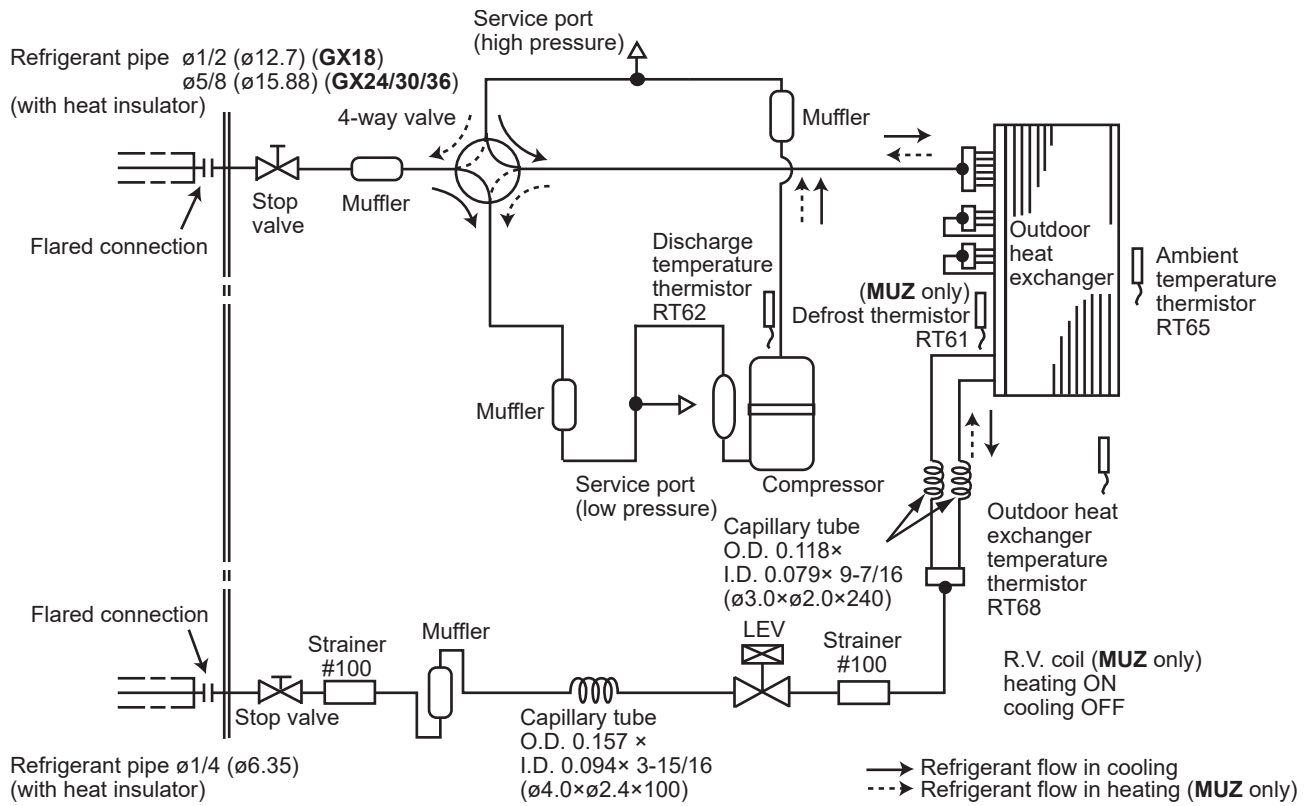 Service port
(high pressure)
Refrigerant pipe ø1/2 (ø12.7) (GX18)
ø5/8 (ø15.88) (GX24/30/36)
(with heat insulator)
4-way valve
Muffler
Stop
valve
Muffler
Flared connection
Discharge
temperature
thermistor
RT62
(MUZ only)
Defrost thermistor
RT61
Outdoor
heat
exchanger
Ambient
temperature
thermistor
RT65
Muffler
Service port
(low pressure)
Compressor
Capillary tube
O.D. 0.118×
I.D. 0.079× 9-7/16
(ø3.0×ø2.0×240)
Outdoor heat
exchanger
temperature
thermistor
RT68
Flared connection
Strainer
#100
Muffler
LEV
Strainer
#100
R.V. coil (MUZ only)
heating ON
cooling OFF
Stop valve
Capillary tube
O.D. 0.157 ×
I.D. 0.094× 3-15/16
(ø4.0×ø2.4×100)
Refrigerant pipe ø1/4 (ø6.35)
(with heat insulator)
Refrigerant flow in cooling
Refrigerant flow in heating (MUZ only)